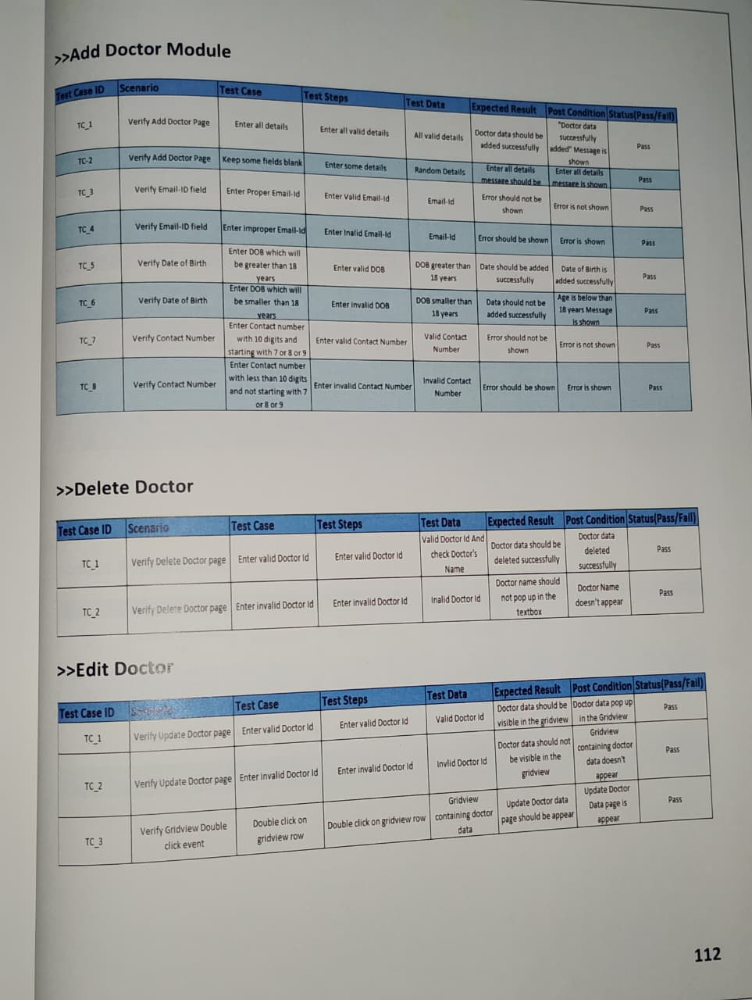 >>Add Doctor Module
Test Case ID | Scenario | Test Case | Test Steps | Test Data | Expected Result | Post Condition | Status(Pass/Fail)
TC_1 | Verify Add Doctor Page | Enter all details | Enter all valid details | All valid details | Doctor data should be added successfully | "Doctor data successfully added" Message is shown | Pass
TC-2 | Verify Add Doctor Page | Keep some fields blank | Enter some details | Random Details | Enter all details message should be | Enter all details message is shown | Pass
TC_3 | Verify Email-ID field | Enter Proper Email-Id | Enter Valid Email-Id | Email-Id | Error should not be shown | Error is not shown | Pass
TC_4 | Verify Email-ID field | Enter improper Email-Id | Enter Inalid Email-Id | Email-Id | Error should be shown | Error is shown | Pass
TC_5 | Verify Date of Birth | Enter DOB which will be greater than 18 years | Enter valid DOB | DOB greater than 18 years | Date should be added successfully | Date of Birth is added successfully | Pass
TC_6 | Verify Date of Birth | Enter DOB which will be smaller than 18 years | Enter invalid DOB | DOB smaller than 18 years | Data should not be added successfully | Age is below than 18 years Message is shown | Pass
TC_7 | Verify Contact Number | Enter Contact number with 10 digits and starting with 7 or 8 or 9 | Enter valid Contact Number | Valid Contact Number | Error should not be shown | Error is not shown | Pass
TC_8 | Verify Contact Number | Enter Contact number with less than 10 digits and not starting with 7 or 8 or 9 | Enter invalid Contact Number | Invalid Contact Number | Error should be shown | Error is shown | Pass
>>Delete Doctor
Test Case ID | Scenario | Test Case | Test Steps | Test Data | Expected Result | Post Condition | Status(Pass/Fail)
TC_1 | Verify Delete Doctor page | Enter valid Doctor Id | Enter valid Doctor Id | Valid Doctor Id And check Doctor's Name | Doctor data should be deleted successfully | Doctor data deleted successfully | Pass
TC_2 | Verify Delete Doctor page | Enter invalid Doctor Id | Enter invalid Doctor Id | Inalid Doctor Id | Doctor name should not pop up in the textbox | Doctor Name doesn't appear | Pass
>>Edit Doctor
Test Case ID | Scenario | Test Case | Test Steps | Test Data | Expected Result | Post Condition | Status(Pass/Fail)
TC_1 | Verify Update Doctor page | Enter valid Doctor Id | Enter valid Doctor Id | Valid Doctor Id | Doctor data should be visible in the gridview | Doctor data pop up in the Gridview | Pass
TC_2 | Verify Update Doctor page | Enter invalid Doctor Id | Enter invalid Doctor Id | Invlid Doctor Id | Doctor data should not be visible in the gridview | Gridview containing doctor data doesn't appear | Pass
TC_3 | Verify Gridview Double click event | Double click on gridview row | Double click on gridview row | Gridview containing doctor data | Update Doctor data page should be appear | Update Doctor Data page is appear | Pass
112